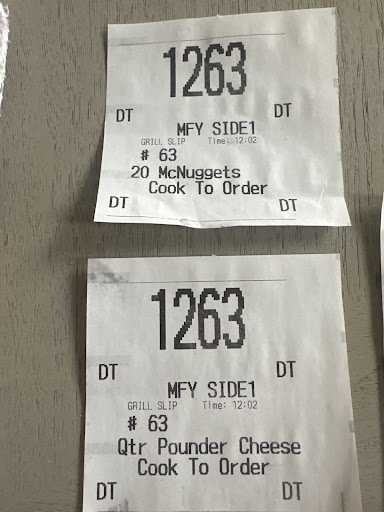 1263
DT DT
MFY SIDE1
GRILL SLIP Time: 12:02
# 63
20 McNuggets
Cook To Order
DT DT
1263
DT DT
MFY SIDE1
GRILL SLIP Time: 12:02
# 63
Qtr Pounder Cheese
Cook To Order
DT DT